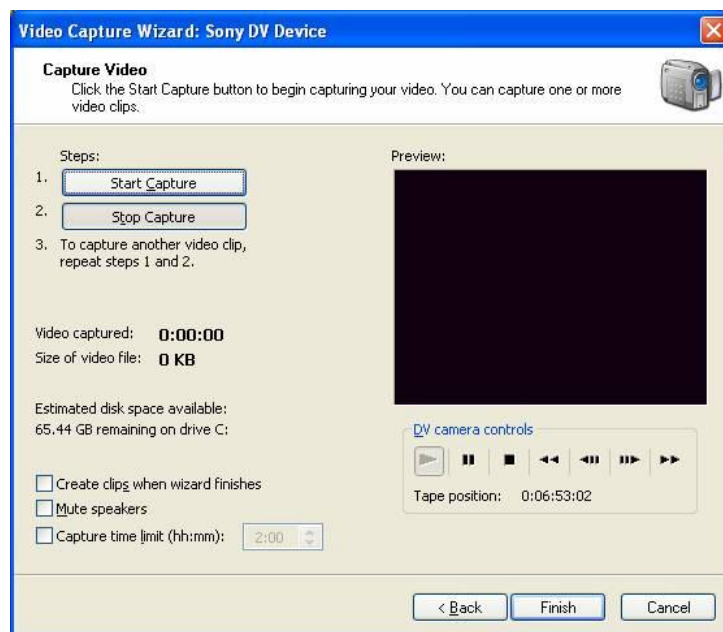 Video Capture Wizard: Sony DV Device
Capture Video
Click the Start Capture button to begin capturing your video. You can capture one or more
video clips.
Steps:
1. Start Capture
2. Stop Capture
3. To capture another video clip,
repeat steps 1 and 2.
Video captured: 0:00:00
Size of video file: 0 KB
Estimated disk space available:
65.44 GB remaining on drive C:
Create clips when wizard finishes
Mute speakers
Capture time limit (hh:mm): 2:00
Preview:
DV camera controls
Tape position: 0:06:53:02
< Back
Finish
Cancel